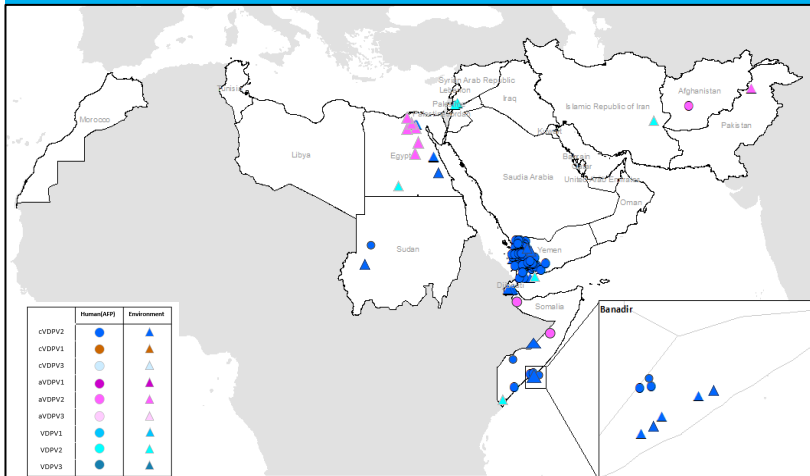 Tunisia
Syrian Arab Republic
Lebanon
Iraq
Afghanistan
Islamic Republic of Iran
Morocco
Pakistan
Kuwait
Libya
Egypt
Bahrain
Qatar
Saudi Arabia
United Arab Emirates
Oman
Sudan
Yemen
Djibouti
Somalia
Banadir
Human(AFP) Environment
cVDPV2
cVDPV1
cVDPV3
aVDPV1
aVDPV2
aVDPV3
VDPV1
VDPV2
VDPV3